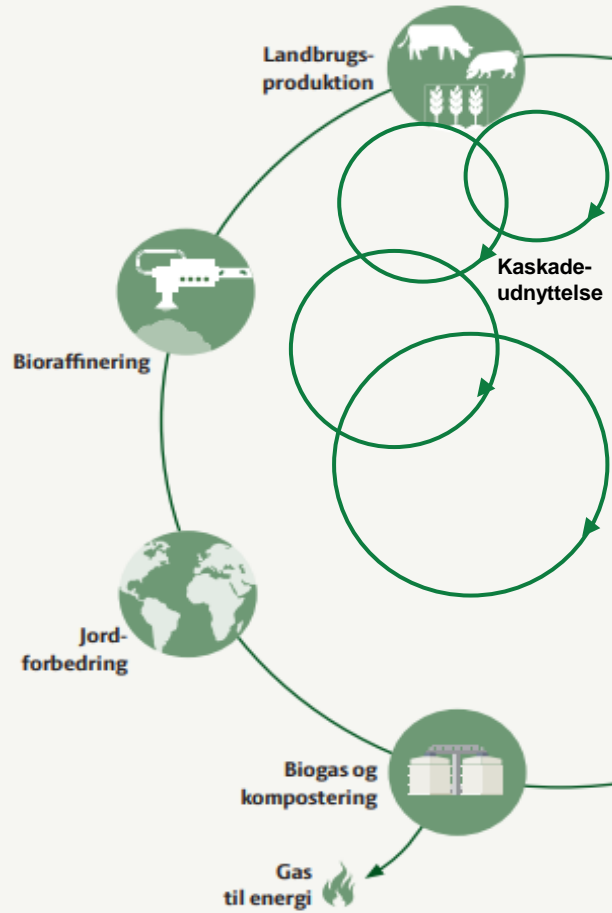 Landbrugs-
produktion
Kaskade-
udnyttelse
Bioraffinering
Jord-
forbedring
Biogas og
kompostering
Gas
til energi